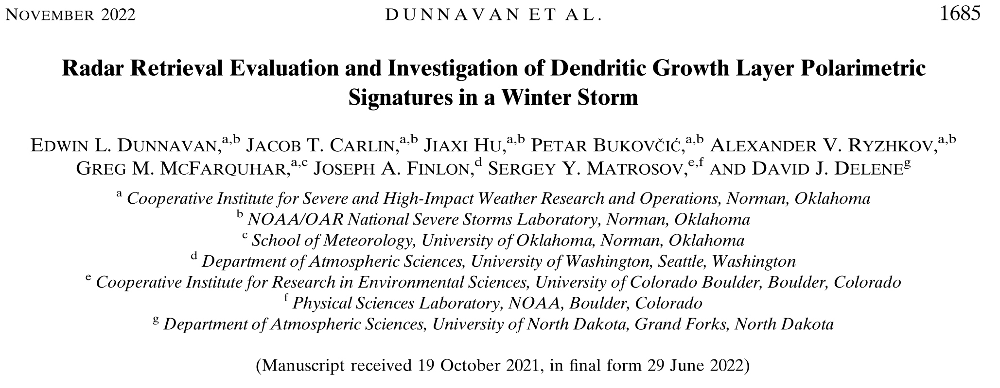 NOVEMBER 2022 DUNNAVAN ET AL. 1685
Radar Retrieval Evaluation and Investigation of Dendritic Growth Layer Polarimetric
Signatures in a Winter Storm
EDWIN L. DUNNAVAN,a,b JACOB T. CARLIN,a,b JIAXI HU,a,b PETAR BUKOVČIĆ,a,b ALEXANDER V. RYZHKOV,a,b
GREG M. MCFARQUHAR,a,c JOSEPH A. FINLON,d SERGEY Y. MATROSOV,e,f AND DAVID J. DELENEg
a Cooperative Institute for Severe and High-Impact Weather Research and Operations, Norman, Oklahoma
b NOAA/OAR National Severe Storms Laboratory, Norman, Oklahoma
c School of Meteorology, University of Oklahoma, Norman, Oklahoma
d Department of Atmospheric Sciences, University of Washington, Seattle, Washington
e Cooperative Institute for Research in Environmental Sciences, University of Colorado Boulder, Boulder, Colorado
f Physical Sciences Laboratory, NOAA, Boulder, Colorado
g Department of Atmospheric Sciences, University of North Dakota, Grand Forks, North Dakota
(Manuscript received 19 October 2021, in final form 29 June 2022)